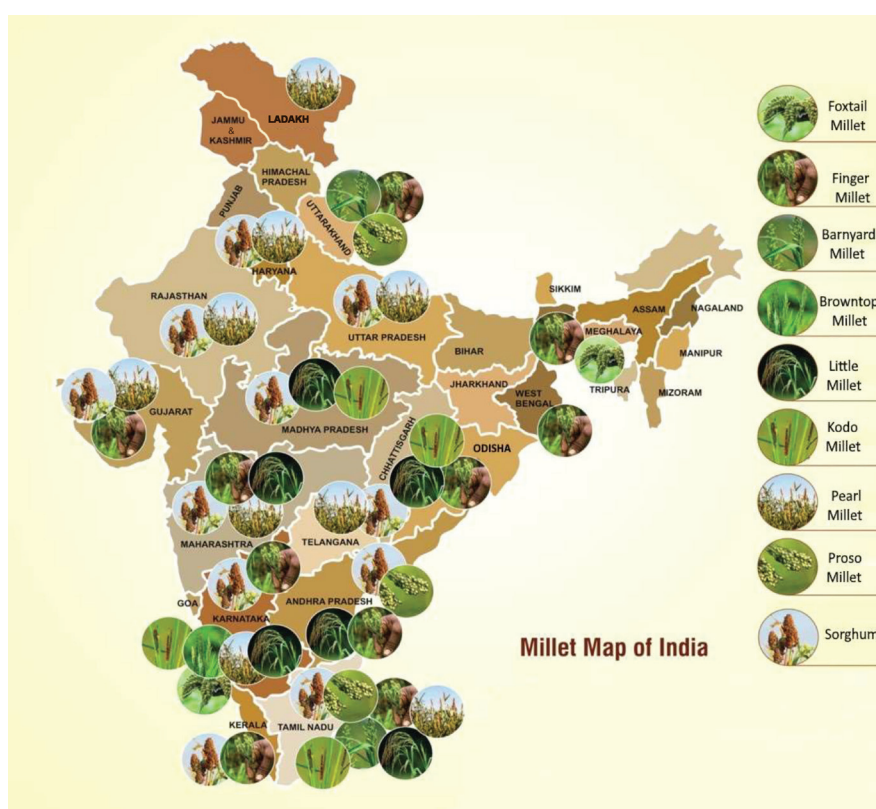 LADAKH
JAMMU
&
KASHMIR
HIMACHAL
PRADESH
PUNJAB
UTTARAKHAND
HARYANA
RAJASTHAN
UTTAR PRADESH
SIKKIM
ASSAM
NAGALAND
MEGHALAYA
BIHAR
MANIPUR
TRIPURA
MIZORAM
JHARKHAND
WEST
BENGAL
GUJARAT
MADHYA PRADESH
CHHATTISGARH
ODISHA
MAHARASHTRA
TELANGANA
GOA
KARNATAKA
ANDHRA PRADESH
KERALA
TAMIL NADU
Millet Map of India
Foxtail
Millet
Finger
Millet
Barnyard
Millet
Browntop
Millet
Little
Millet
Kodo
Millet
Pearl
Millet
Proso
Millet
Sorghum